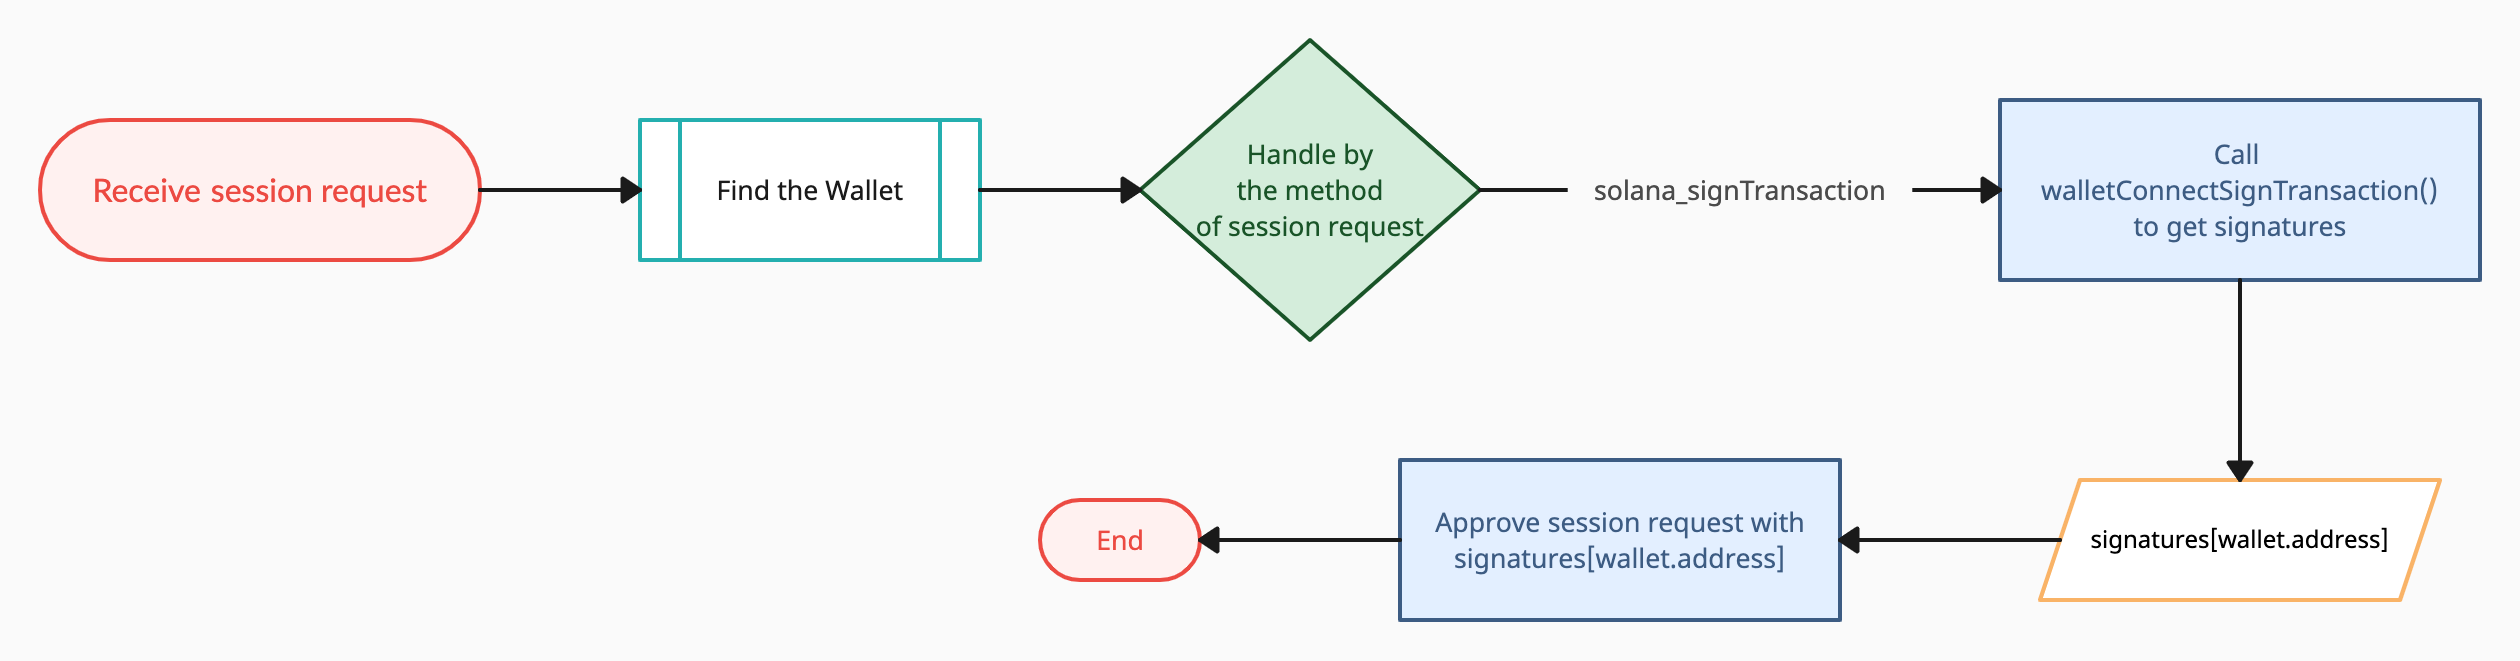 Receive session request
Find the Wallet
Handle by
the method
of session request
solana_signTransaction
Call
walletConnectSignTransaction()
to get signatures
signatures[wallet.address]
Approve session request with
signatures[wallet.address]
End